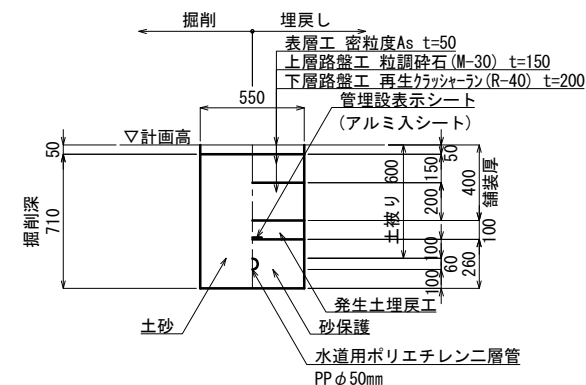 掘削
埋戻し
表層工 密粒度As t=50
上層路盤工 粒調砕石(M-30) t=150
下層路盤工 再生クラッシャーラン(R-40) t=200
550
管埋設表示シート
(アルミ入シート)
▽計画高
50
掘削深
710
土被り
600
50
150
200
100
60
100
400
舗装厚
100
260
発生土埋戻工
土砂
砂保護
水道用ポリエチレン二層管
PPφ50mm